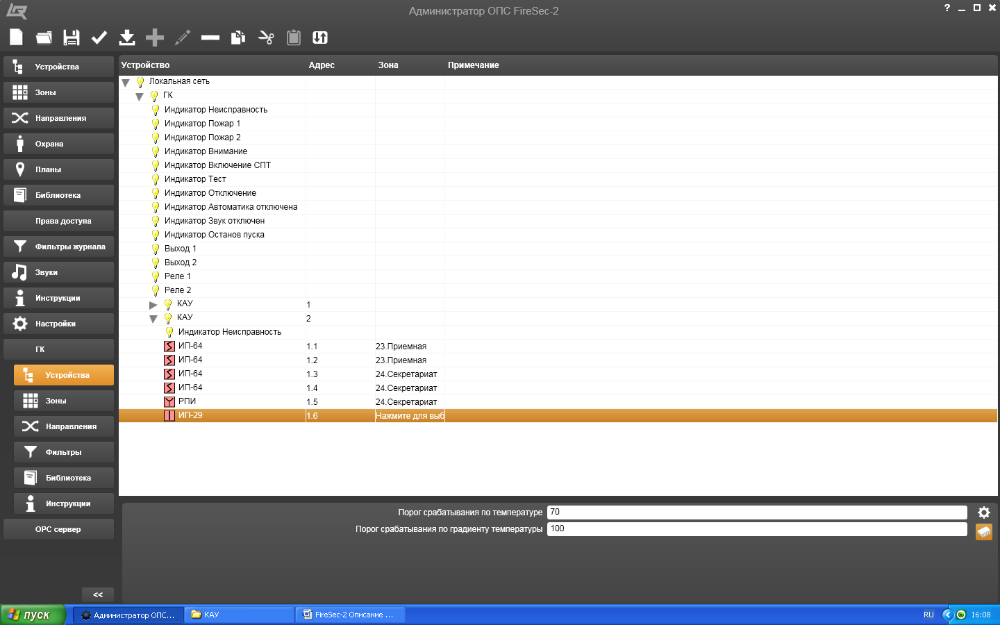 Администратор ОПС FireSec-2
?
Устройства
Зоны
Направления
Охрана
Планы
Библиотека
Права доступа
Фильтры журнала
Звуки
Инструкции
Настройки
ГК
Устройства
Зоны
Направления
Фильтры
Библиотека
Инструкции
OPC сервер
<<
Устройство Адрес Зона Примечание
Локальная сеть
ГК
Индикатор Неисправность
Индикатор Пожар 1
Индикатор Пожар 2
Индикатор Внимание
Индикатор Включение СПТ
Индикатор Тест
Индикатор Отключение
Индикатор Автоматика отключена
Индикатор Звук отключен
Индикатор Останов пуска
Выход 1
Выход 2
Реле 1
Реле 2
КАУ 1
КАУ 2
Индикатор Неисправность
ИП-64 1.1 23.Приемная
ИП-64 1.2 23.Приемная
ИП-64 1.3 24.Секретариат
ИП-64 1.4 24.Секретариат
РПИ 1.5 24.Секретариат
ИП-29 1.6 Нажмите для выб
Порог срабатывания по температуре 70
Порог срабатывания по градиенту температуры 100
пуск
Администратор ОПС...
КАУ
FireSec-2 Описание ...
RU
16:08